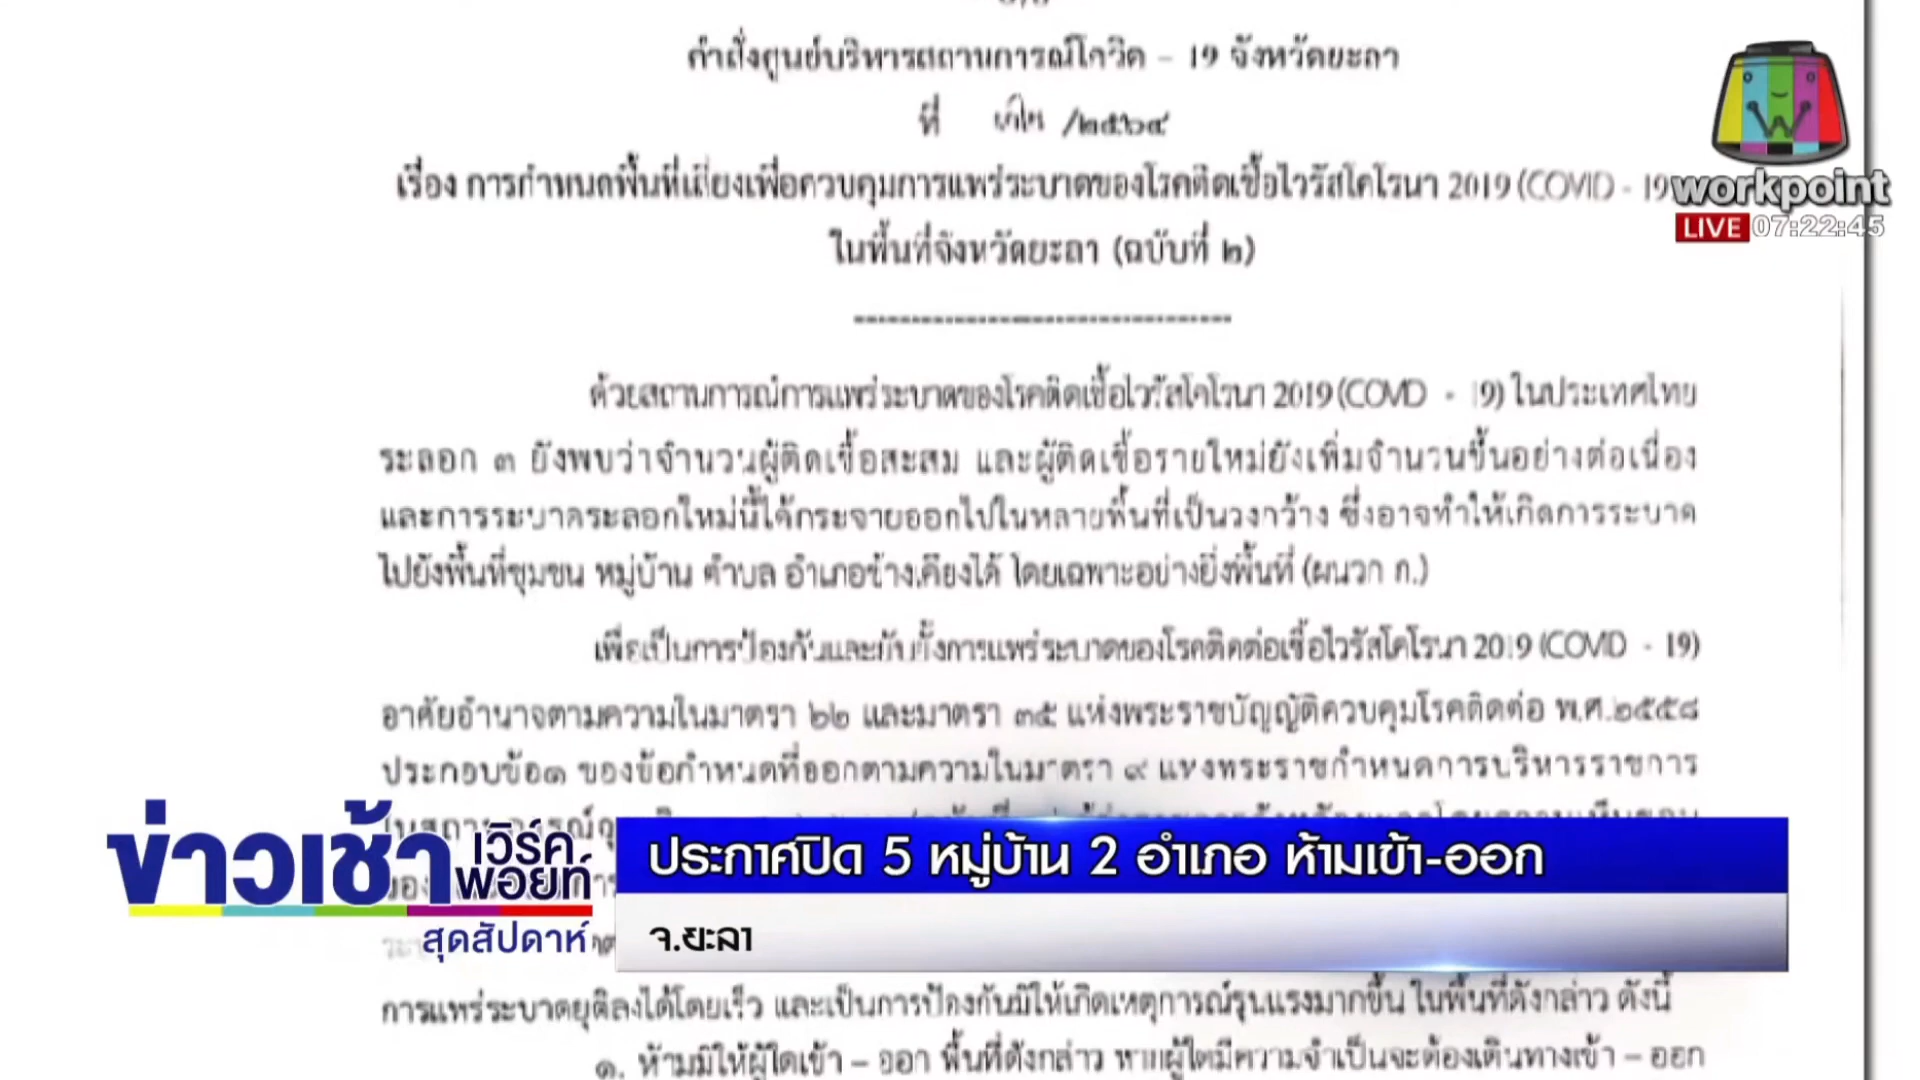 คำสั่งศูนย์บริหารสถานการณ์โควิด - 19 จังหวัดยะลา
ที่ /๒๕๖๔
เรื่อง การกำหนดพื้นที่เสี่ยงเพื่อควบคุมการแพร่ระบาดของโรคติดเชื้อไวรัสโคโรนา 2019 (COVID - 19
workpoint
LIVE 07:22:45
ในพื้นที่จังหวัดยะลา (ฉบับที่ ๒)
ด้วยสถานการณ์การแพร่ระบาดของโรคติดเชื้อไวรัสโคโรนา 2019 (COVID - 19) ในประเทศไทย
ระลอก ๓ ยังพบว่าจำนวนผู้ติดเชื้อสะสม และผู้ติดเชื้อรายใหม่ยังเพิ่มจำนวนขึ้นอย่างต่อเนื่อง
และการระบาดระลอกใหม่นี้ได้กระจายออกไปในหลายพื้นที่เป็นวงกว้าง ซึ่งอาจทำให้เกิดการระบาด
ไปยังพื้นที่ชุมชน หมู่บ้าน ตำบล อำเภอข้างเคียงได้ โดยเฉพาะอย่างยิ่งพื้นที่ (ผนวก ก.)
เพื่อเป็นการป้องกันและยับยั้งการแพร่ระบาดของโรคติดต่อเชื้อไวรัสโคโรนา 2019 (COVID - 19)
อาศัยอำนาจตามความในมาตรา ๒๒ และมาตรา ๓๕ แห่งพระราชบัญญัติควบคุมโรคติดต่อ พ.ศ.๒๕๕๘
ประกอบข้อ๑ ของข้อกำหนดที่ออกตามความในมาตรา ๙ แห่งพระราชกำหนดการบริหารราชการ
ข่าวเช้า เวิร์คพอยท์
สุดสัปดาห์
ประกาศปิด 5 หมู่บ้าน 2 อำเภอ ห้ามเข้า-ออก
จ.ยะลา
การแพร่ระบาดยุติลงได้โดยเร็ว และเป็นการป้องกันมิให้เกิดเหตุการณ์รุนแรงมากขึ้น ในพื้นที่ดังกล่าว ดังนี้
๑. ห้ามมิให้ผู้ใดเข้า – ออก พื้นที่ดังกล่าว หากผู้ใดมีความจำเป็นจะต้องเดินทางเข้า – ออก